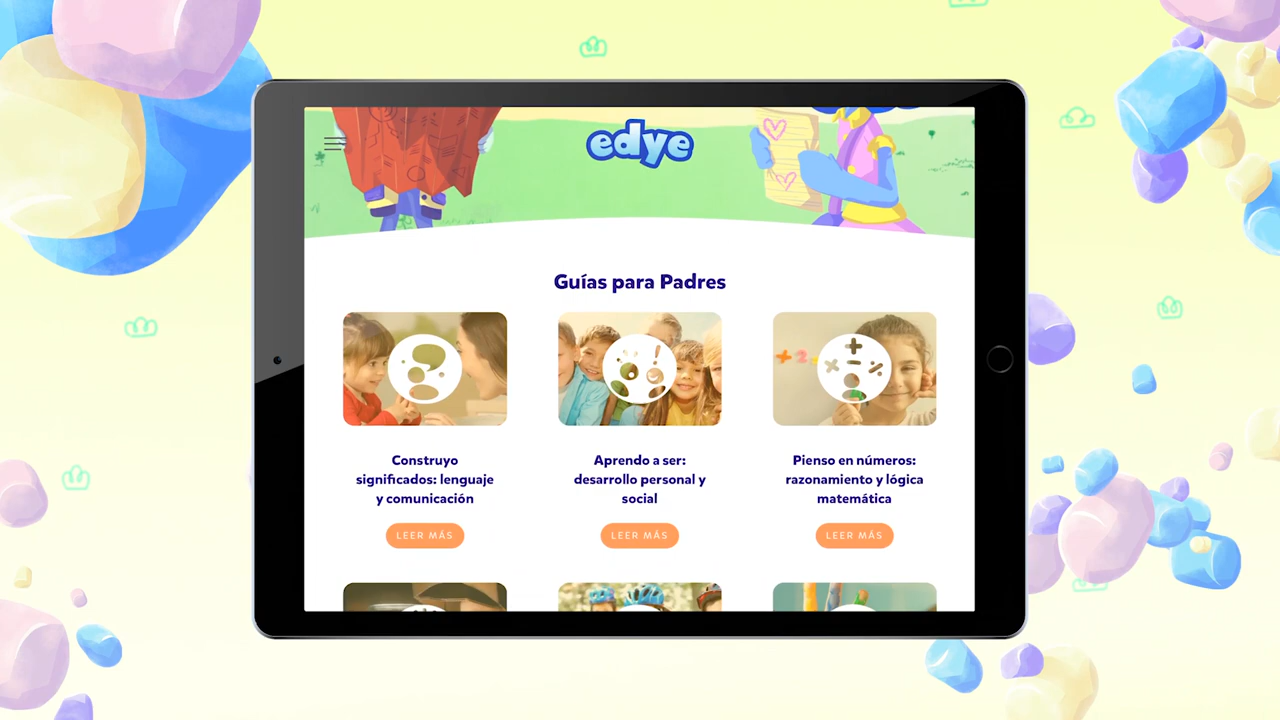 edye
Guías para Padres
Construyo
significados: lenguaje
y comunicación
LEER MÁS
Aprendo a ser:
desarrollo personal y
social
LEER MÁS
Pienso en números:
razonamiento y lógica
matemática
LEER MÁS